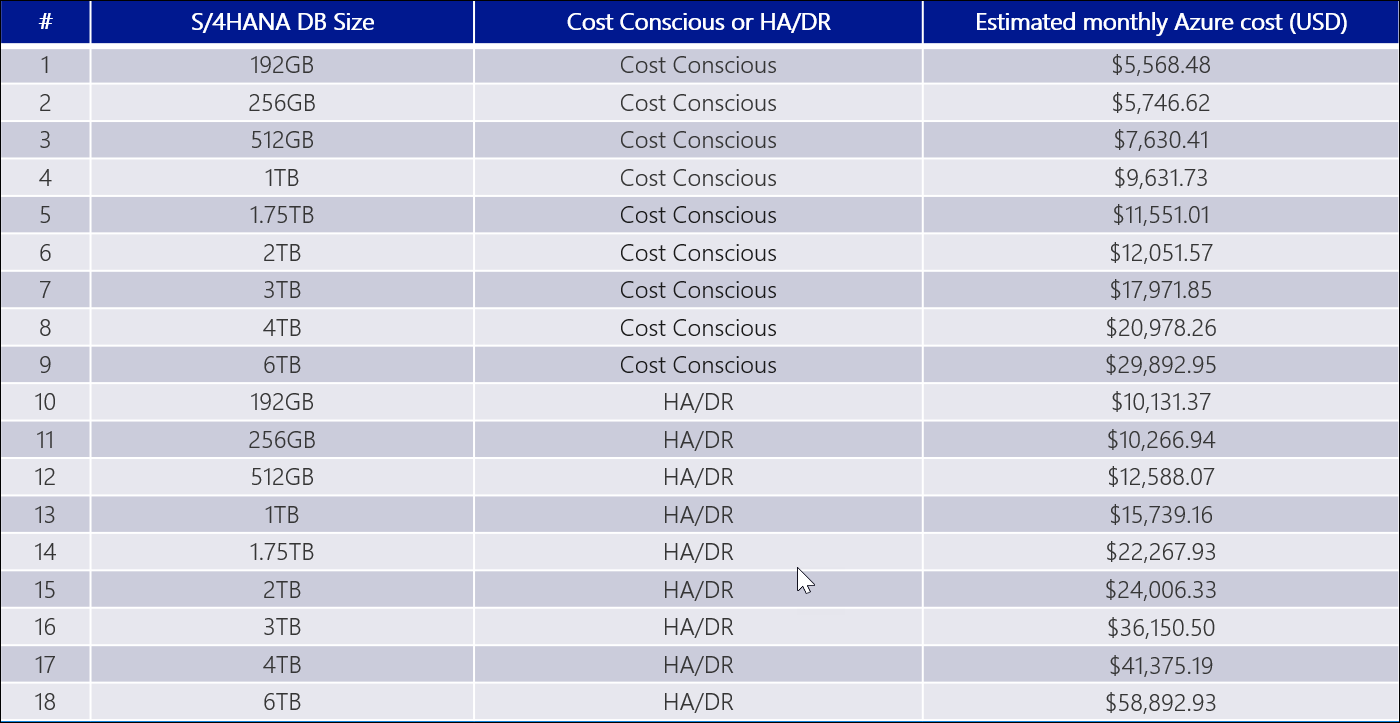 # S/4HANA DB Size Cost Conscious or HA/DR Estimated monthly Azure cost (USD)
1 192GB Cost Conscious $5,568.48
2 256GB Cost Conscious $5,746.62
3 512GB Cost Conscious $7,630.41
4 1TB Cost Conscious $9,631.73
5 1.75TB Cost Conscious $11,551.01
6 2TB Cost Conscious $12,051.57
7 3TB Cost Conscious $17,971.85
8 4TB Cost Conscious $20,978.26
9 6TB Cost Conscious $29,892.95
10 192GB HA/DR $10,131.37
11 256GB HA/DR $10,266.94
12 512GB HA/DR $12,588.07
13 1TB HA/DR $15,739.16
14 1.75TB HA/DR $22,267.93
15 2TB HA/DR $24,006.33
16 3TB HA/DR $36,150.50
17 4TB HA/DR $41,375.19
18 6TB HA/DR $58,892.93